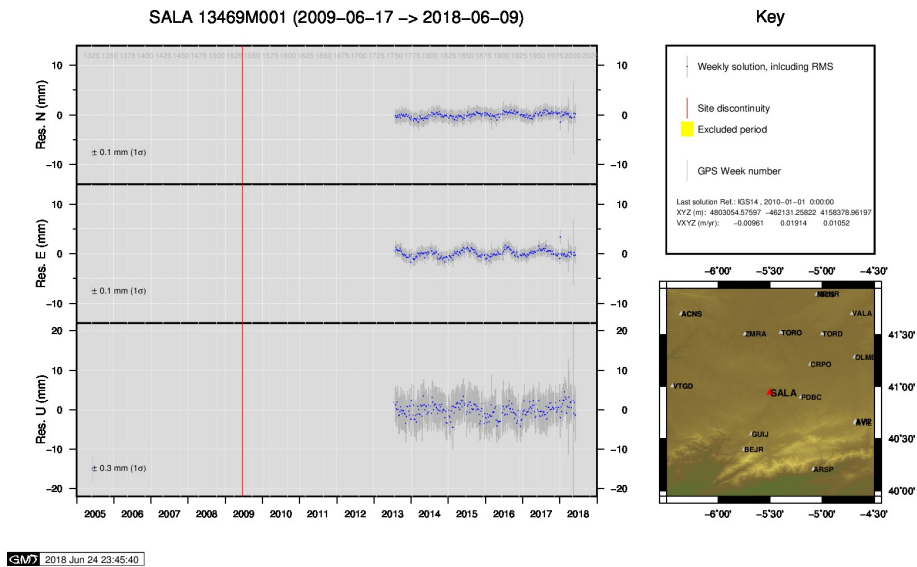 SALA 13469M001 (2009−06−17 −> 2018−06−09)
Key
10
0
−10
Res. N (mm)
± 0.1 mm (1σ)
10
0
−10
10
0
−10
Res. E (mm)
± 0.1 mm (1σ)
10
0
−10
20
10
0
−10
−20
Res. U (mm)
± 0.3 mm (1σ)
20
10
0
−10
−20
2005 2006 2007 2008 2009 2010 2011 2012 2013 2014 2015 2016 2017 2018
Weekly solution, inlcuding RMS
Site discontinuity
Excluded period
GPS Week number
Last solution Ref.: IGS14 , 2010−01−01 0:00:00
XYZ (m): 4803054.57597 −462131.25822 4158378.96197
VXYZ (m/yr): −0.00961 0.01914 0.01052
−6˚00' −5˚30' −5˚00' −4˚30'
ACNS
VALA
ZMRA
TORO
TORD
41˚30'
CRPO
VTGD
41˚00'
SALA
PDBC
GUIJ
40˚30'
BEJR
ARSP
40˚00'
−6˚00' −5˚30' −5˚00' −4˚30'
GMT 2018 Jun 24 23:45:40